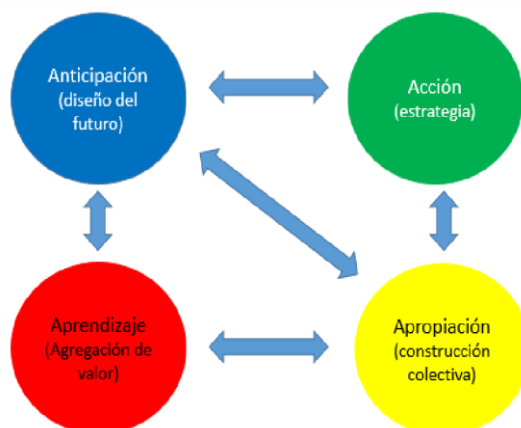 Anticipación
(diseño del
futuro)
Acción
(estrategia)
Aprendizaje
(Agregación de
valor)
Apropiación
(construcción
colectiva)